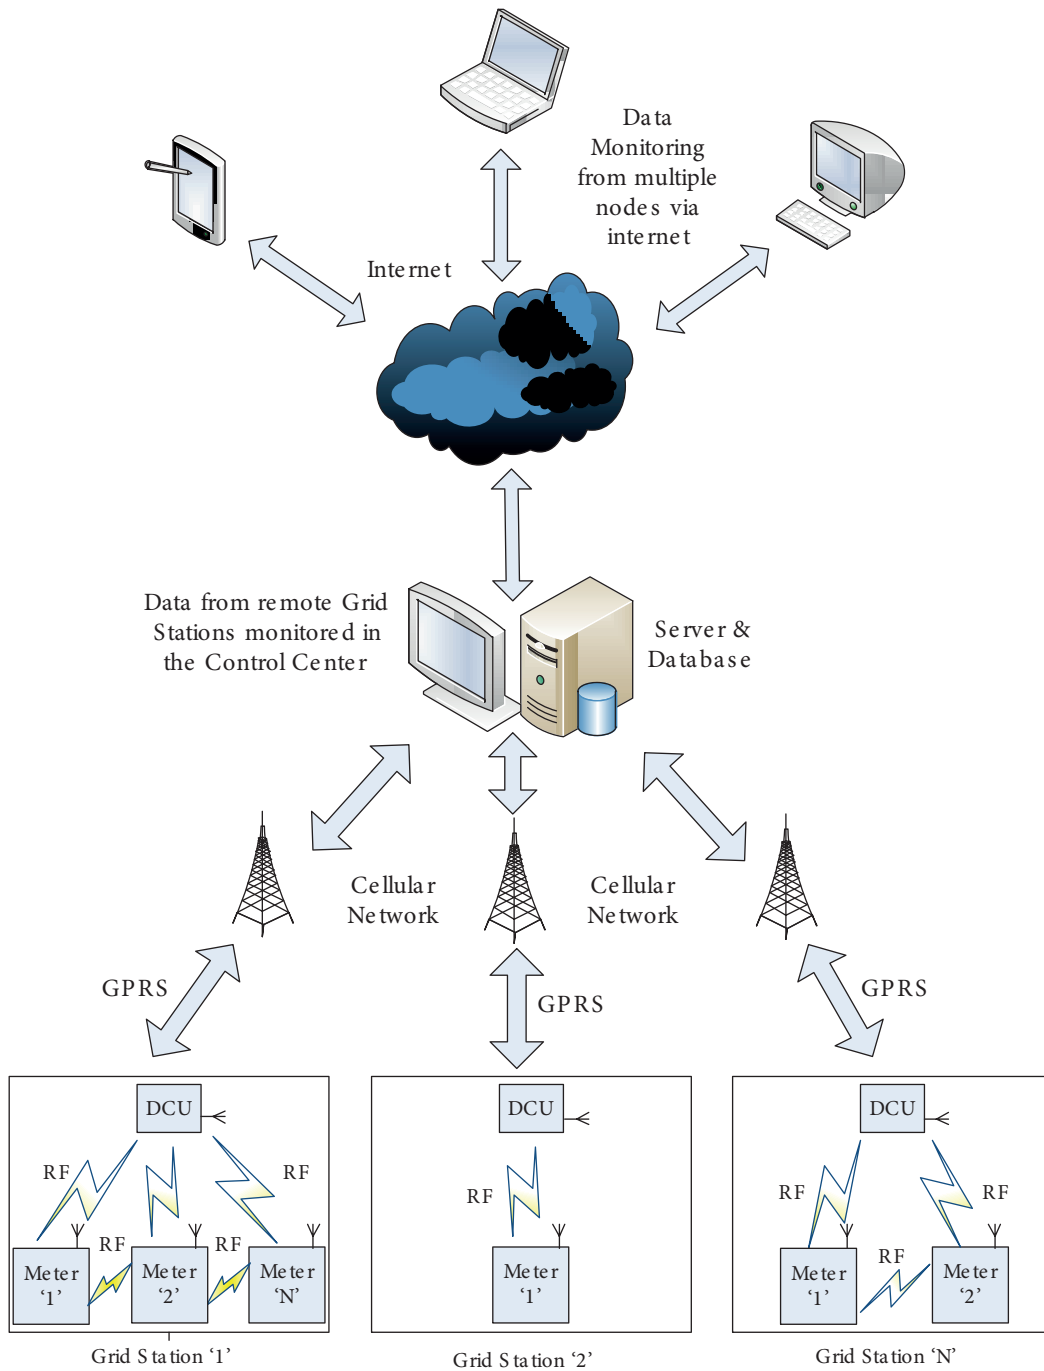 Data
Monitoring
from multiple
nodes via
internet
Internet
Data from remote Grid
Stations monitored in
the Control Center
Server &
Database
Cellular
Network
Cellular
Network
GPRS
GPRS
GPRS
DCU
RF
RF
RF
RF
Meter
‘1’
Meter
‘2’
Meter
‘N’
Grid Station ‘1’
DCU
RF
Meter
‘1’
Grid Station ‘2’
DCU
RF
RF
RF
Meter
‘1’
Meter
‘2’
Grid Station ‘N’